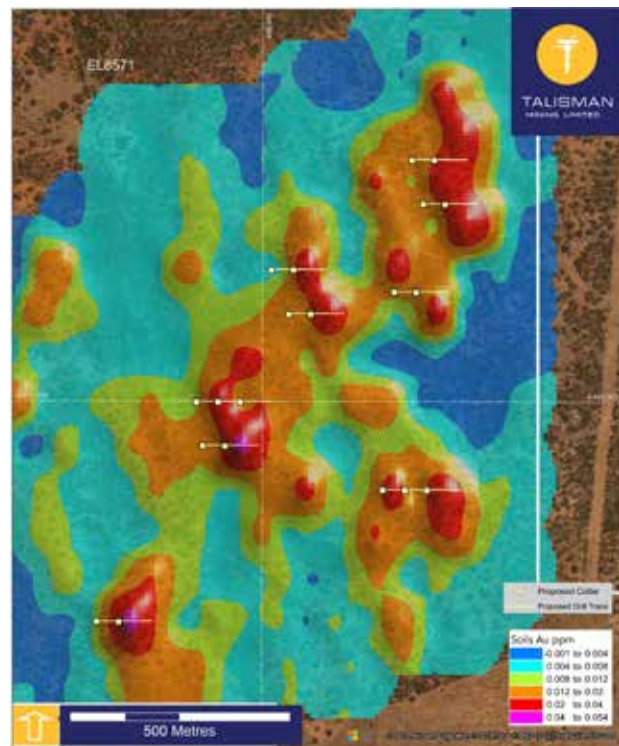 EL8571
TALISMAN
MINING LIMITED
Proposed Collar
Proposed Drill Trace
Soils Au ppm
-0.001 to 0.004
0.004 to 0.008
0.008 to 0.012
0.012 to 0.02
0.02 to 0.04
0.04 to 0.054
500 Metres